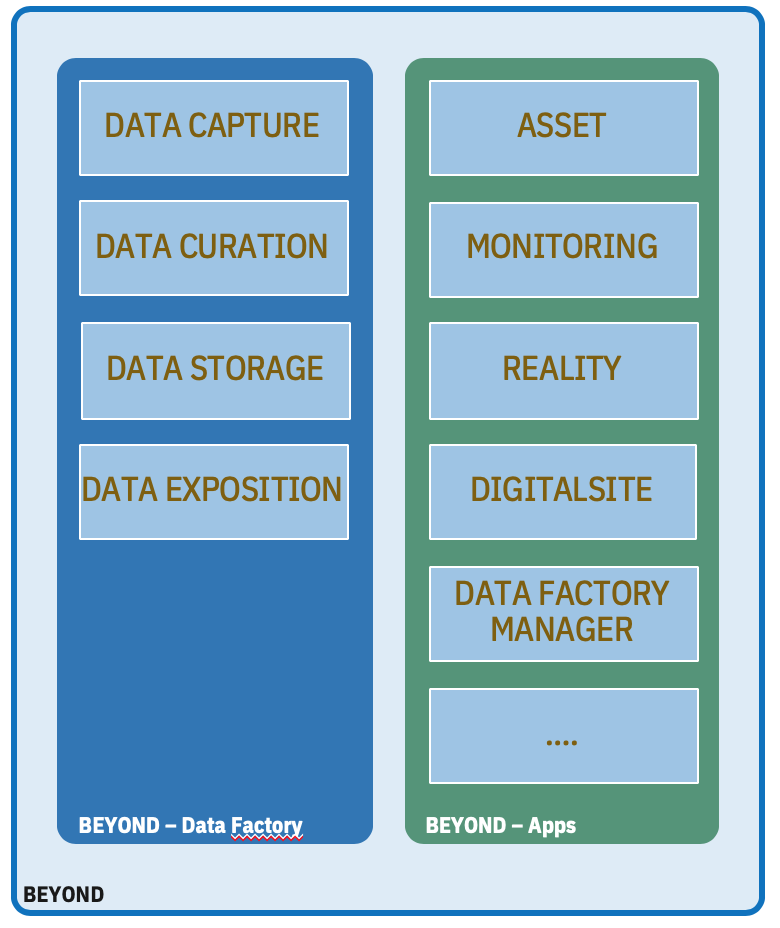 DATA CAPTURE
DATA CURATION
DATA STORAGE
DATA EXPOSITION
BEYOND – Data Factory
ASSET
MONITORING
REALITY
DIGITALSITE
DATA FACTORY
MANAGER
....
BEYOND – Apps
BEYOND